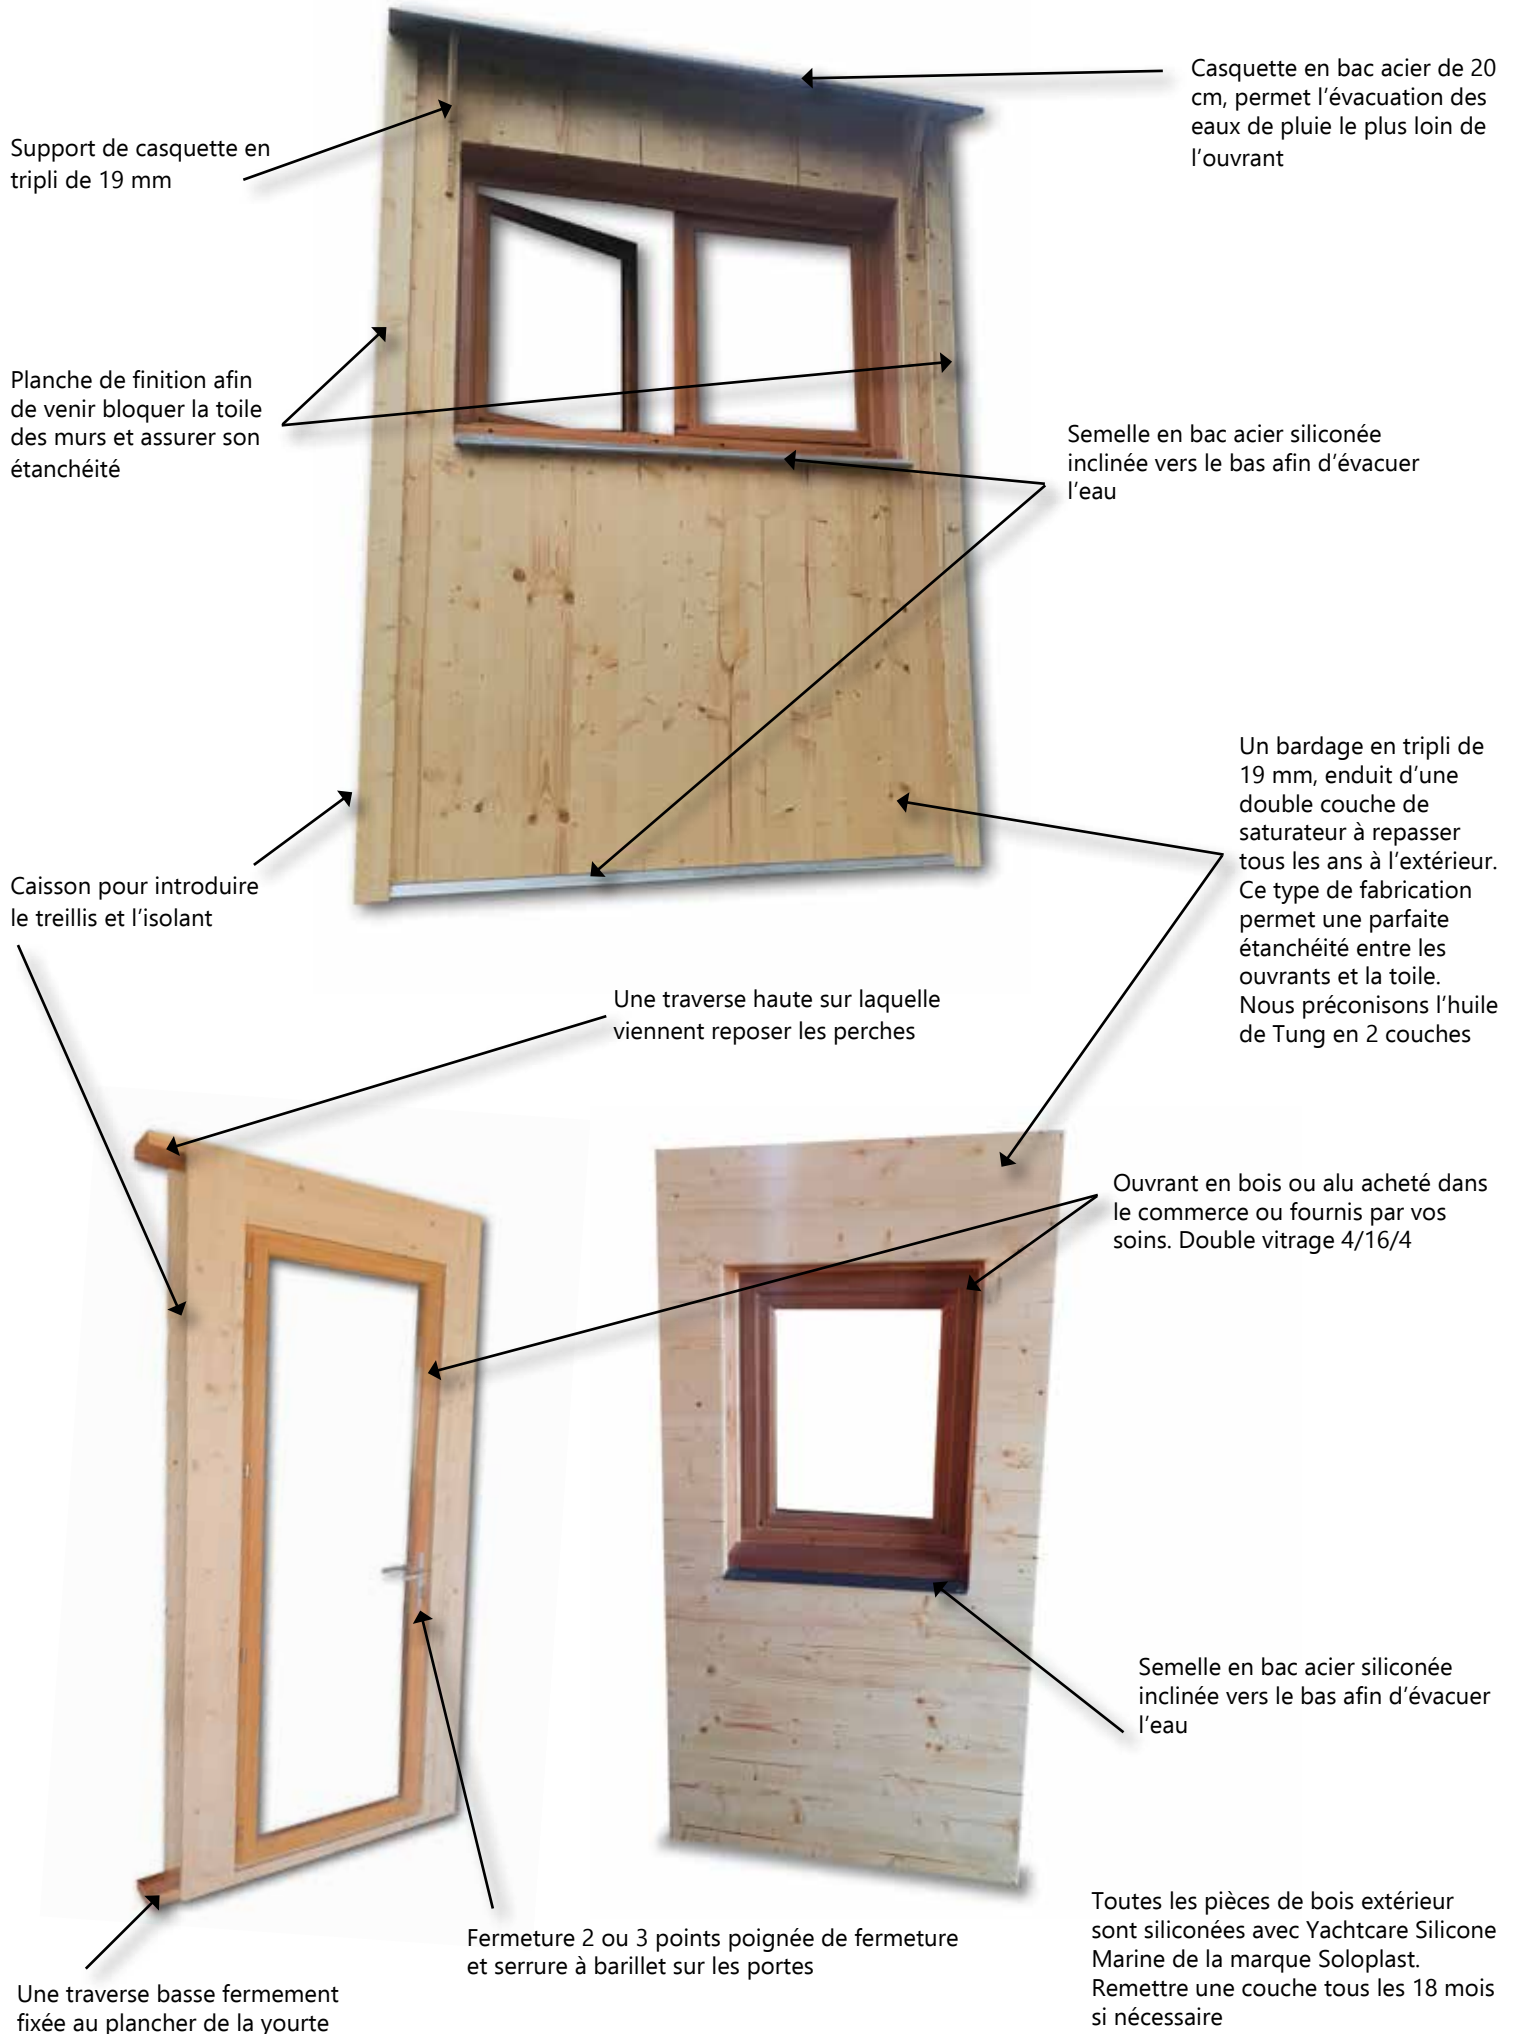 Casquette en bac acier de 20
cm, permet l'évacuation des
eaux de pluie le plus loin de
l'ouvrant
Support de casquette en
tripli de 19 mm
Planche de finition afin
de venir bloquer la toile
des murs et assurer son
étanchéité
Semelle en bac acier siliconée
inclinée vers le bas afin d'évacuer
l'eau
Un bardage en tripli de
19 mm, enduit d'une
double couche de
saturateur à repasser
tous les ans à l'extérieur.
Ce type de fabrication
permet une parfaite
étanchéité entre les
ouvrants et la toile.
Nous préconisons l'huile
de Tung en 2 couches
Caisson pour introduire
le treillis et l'isolant
Une traverse haute sur laquelle
viennent reposer les perches
Ouvrant en bois ou alu acheté dans
le commerce ou fournis par vos
soins. Double vitrage 4/16/4
Semelle en bac acier siliconée
inclinée vers le bas afin d'évacuer
l'eau
Fermeture 2 ou 3 points poignée de fermeture
et serrure à barillet sur les portes
Une traverse basse fermement
fixée au plancher de la yourte
Toutes les pièces de bois extérieur
sont siliconées avec Yachtcare Silicone
Marine de la marque Soloplast.
Remettre une couche tous les 18 mois
si nécessaire